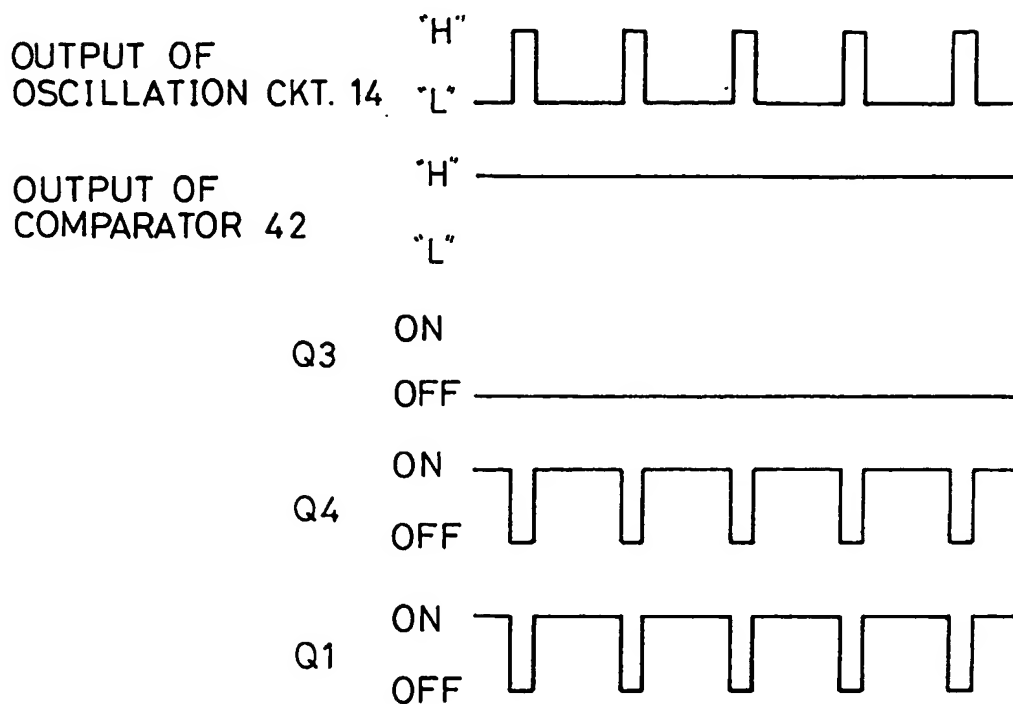 "H"
OUTPUT OF
OSCILLATION CKT. 14
"L"
"H"
OUTPUT OF
COMPARATOR 42
"L"
ON
Q3
OFF
ON
Q4
OFF
ON
Q1
OFF